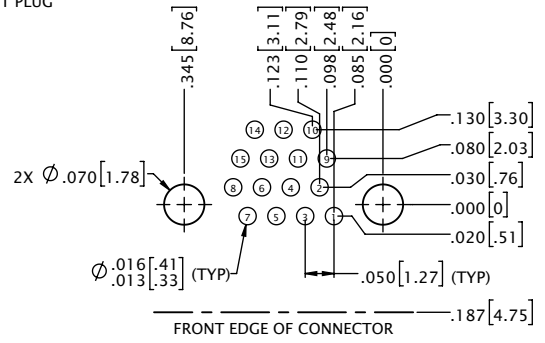 PLUG
.345 [8.76]
.123 [3.11]
.110 [2.79]
.098 [2.48]
.085 [2.16]
.000 [0]
14 12 10
.130 [3.30]
15 13 11 9
.080 [2.03]
2X Ø .070 [1.78]
8 6 4 2
.030 [.76]
.000 [0]
7 5 3 1
.020 [.51]
Ø .016 [.41]
.013 [.33] (TYP)
.050 [1.27] (TYP)
.187 [4.75]
FRONT EDGE OF CONNECTOR